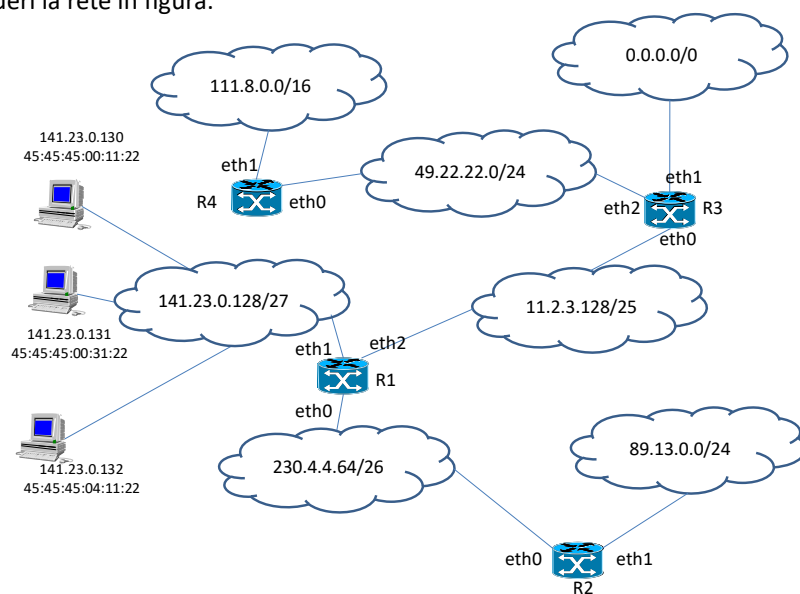 deri la rete in figura:
0.0.0.0/0
111.8.0.0/16
141.23.0.130
45:45:45:00:11:22
eth1
49.22.22.0/24
eth1
R4
eth0
eth2
R3
eth0
141.23.0.128/27
11.2.3.128/25
141.23.0.131
45:45:45:00:31:22
eth1
eth2
R1
eth0
89.13.0.0/24
230.4.4.64/26
141.23.0.132
45:45:45:04:11:22
eth0
eth1
R2